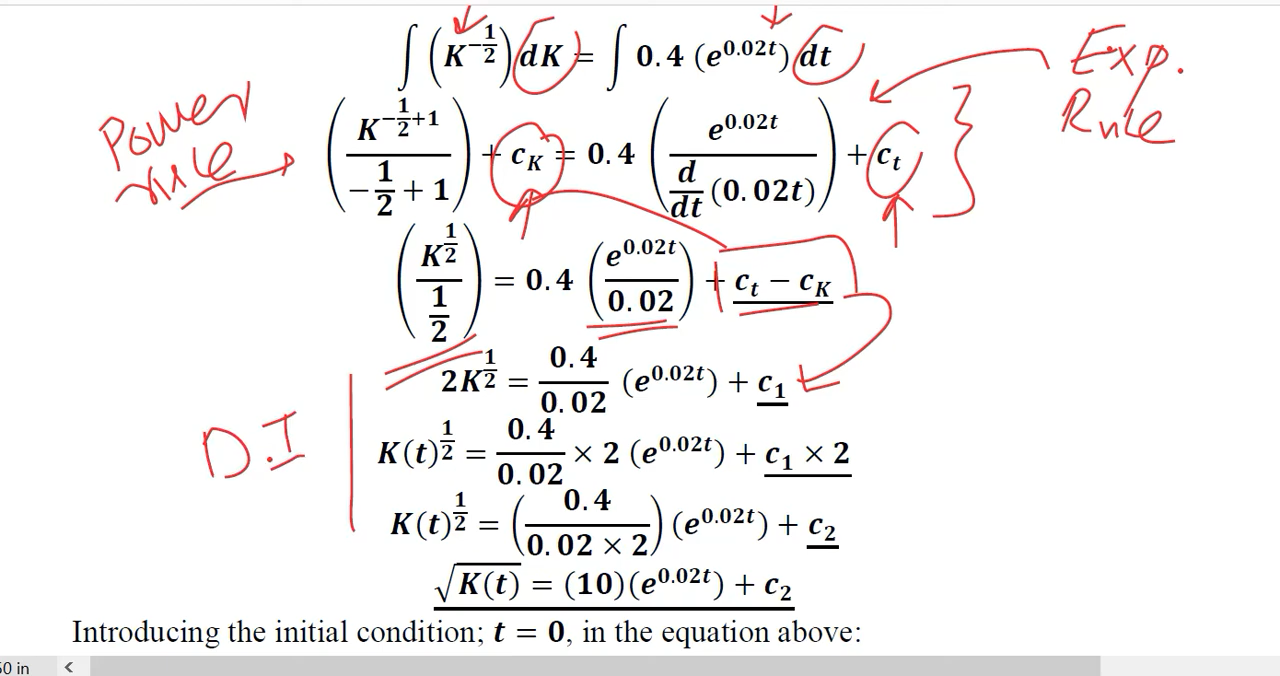 ∫ (K^{-1/2}) dK = ∫ 0.4 (e^{0.02t}) dt
Exp.
Rule
Power
rule
(K^{-1/2+1} / (-1/2 + 1)) + c_K = 0.4 (e^{0.02t} / (d/dt (0.02t))) + c_t
(K^{1/2} / (1/2)) = 0.4 (e^{0.02t} / 0.02) + c_t − c_K
2K^{1/2} = 0.4/0.02 (e^{0.02t}) + c_1
D.I
K(t)^{1/2} = 0.4/0.02 × 2 (e^{0.02t}) + c_1 × 2
K(t)^{1/2} = (0.4 / (0.02 × 2)) (e^{0.02t}) + c_2
√K(t) = (10)(e^{0.02t}) + c_2
Introducing the initial condition; t = 0, in the equation above:
50 in